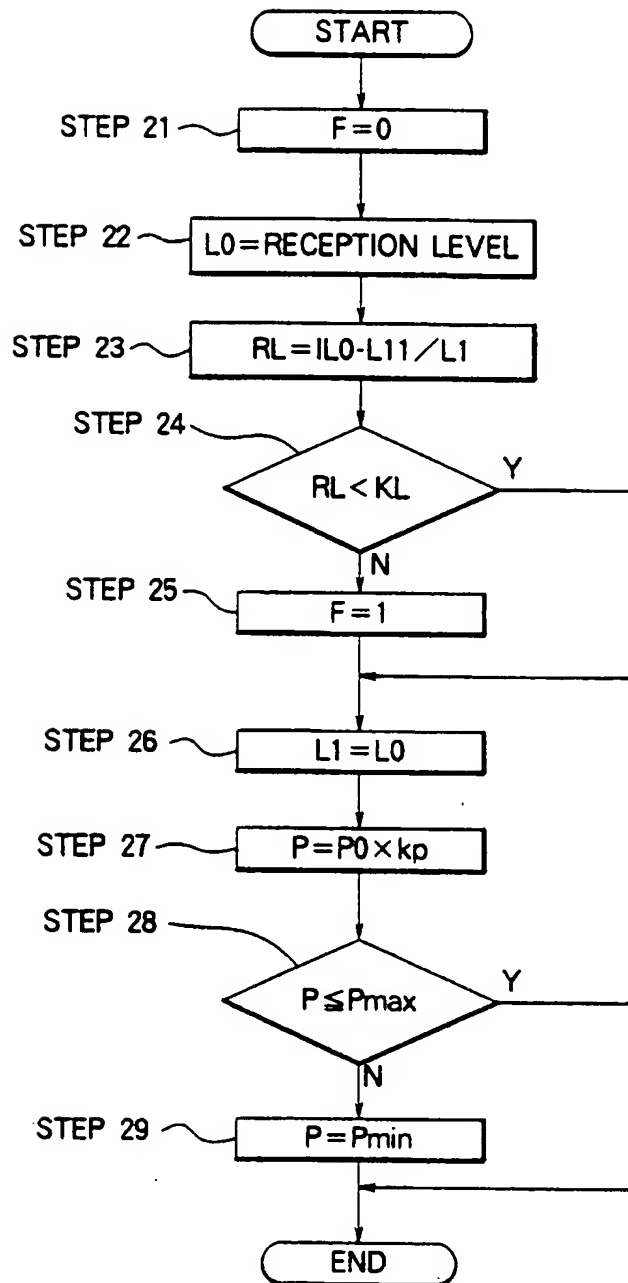 START
STEP 21
F=0
STEP 22
L0=RECEPTION LEVEL
STEP 23
RL=IL0-L11/L1
STEP 24
RL<KL
Y
N
STEP 25
F=1
STEP 26
L1=L0
STEP 27
P=P0×kp
STEP 28
P≦Pmax
Y
N
STEP 29
P=Pmin
END